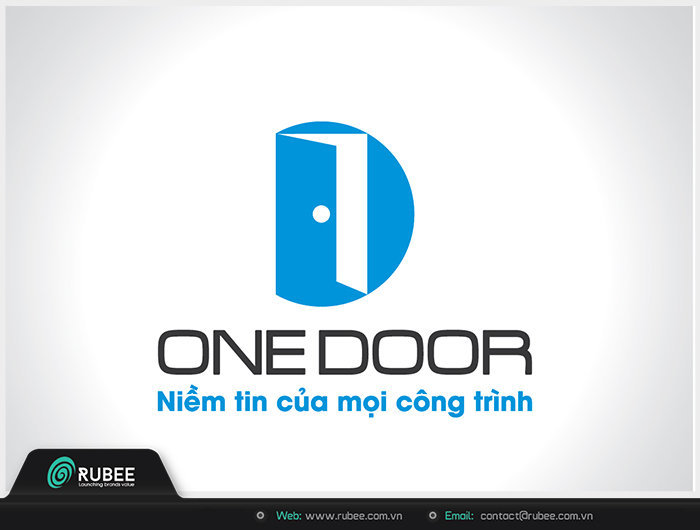 ONE DOOR
Niềm tin của mọi công trình
RUBEE
Launching brands value
Web: www.rubee.com.vn
Email: contact@rubee.com.vn